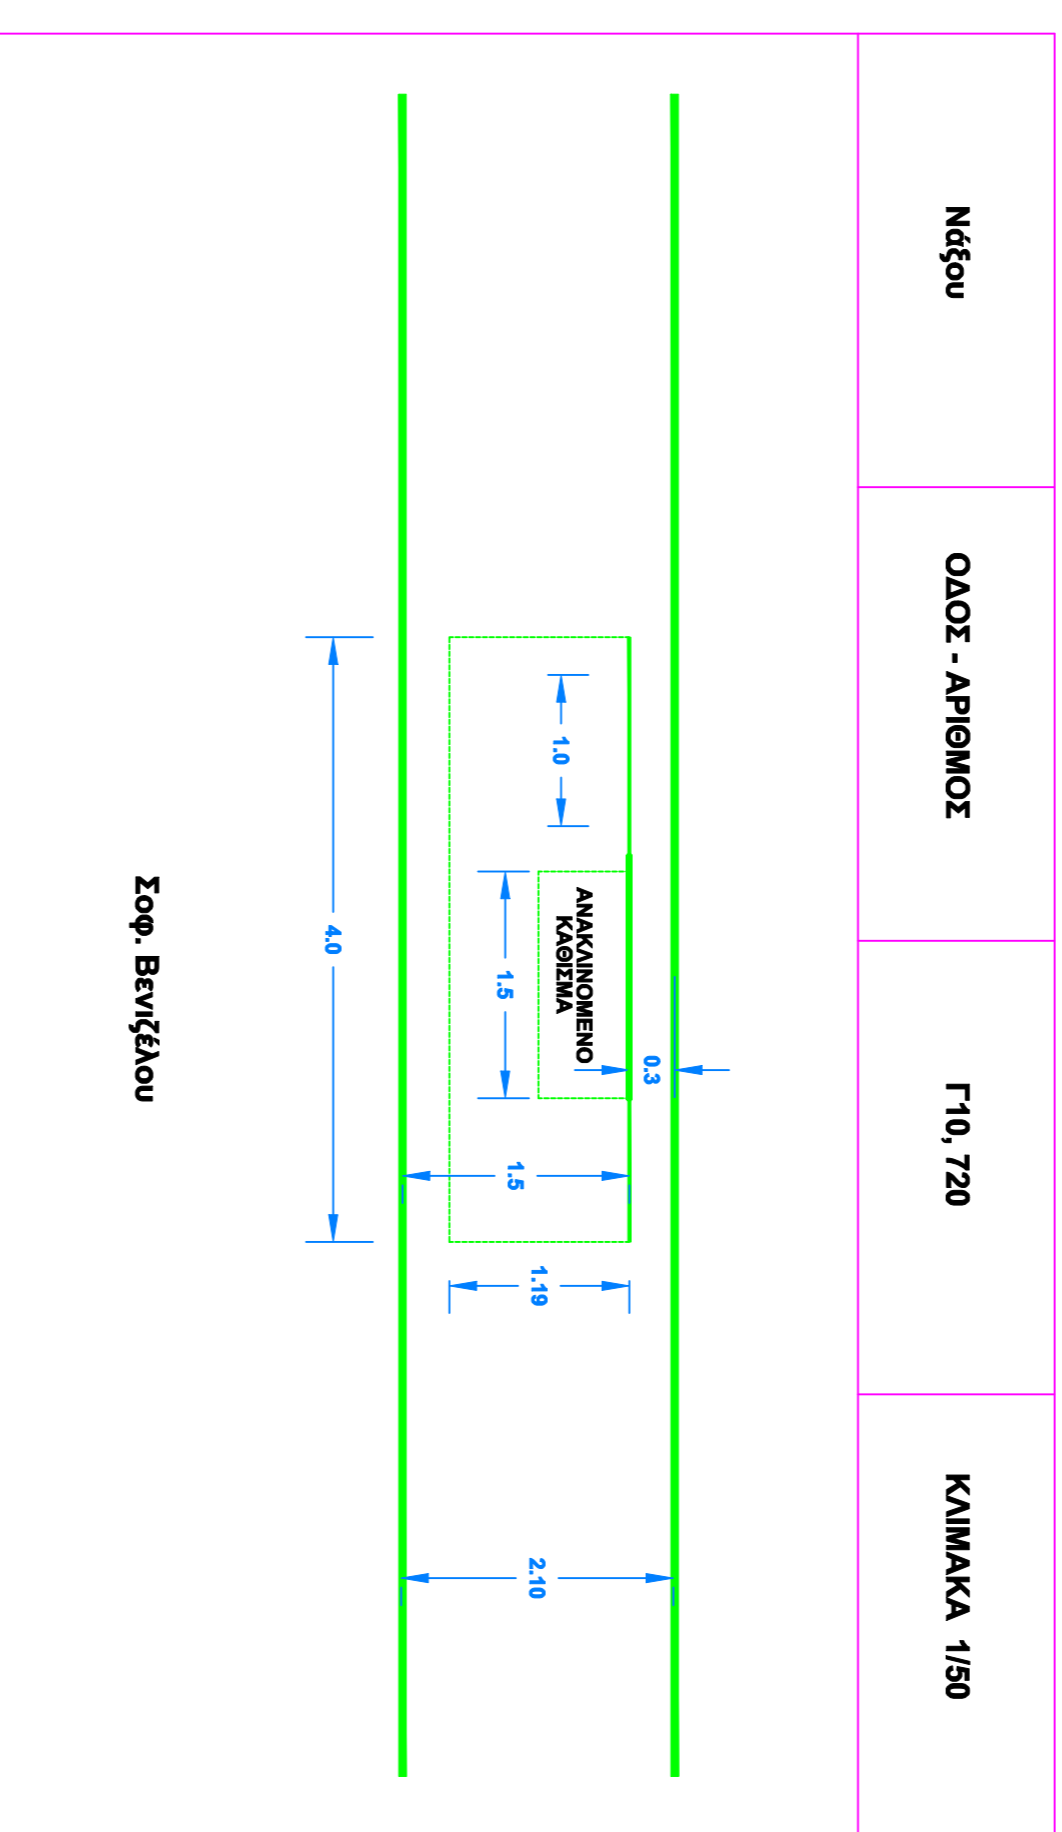 Νάξου
ΟΔΟΣ - ΑΡΙΘΜΟΣ
Γ10, 720
ΚΛΙΜΑΚΑ 1/50
0.3
1.0
ΑΝΑΚΛΙΝΟΜΕΝΟ
ΚΑΘΙΣΜΑ
1.5
1.5
1.19
2.10
4.0
Σοφ. Βενιζέλου